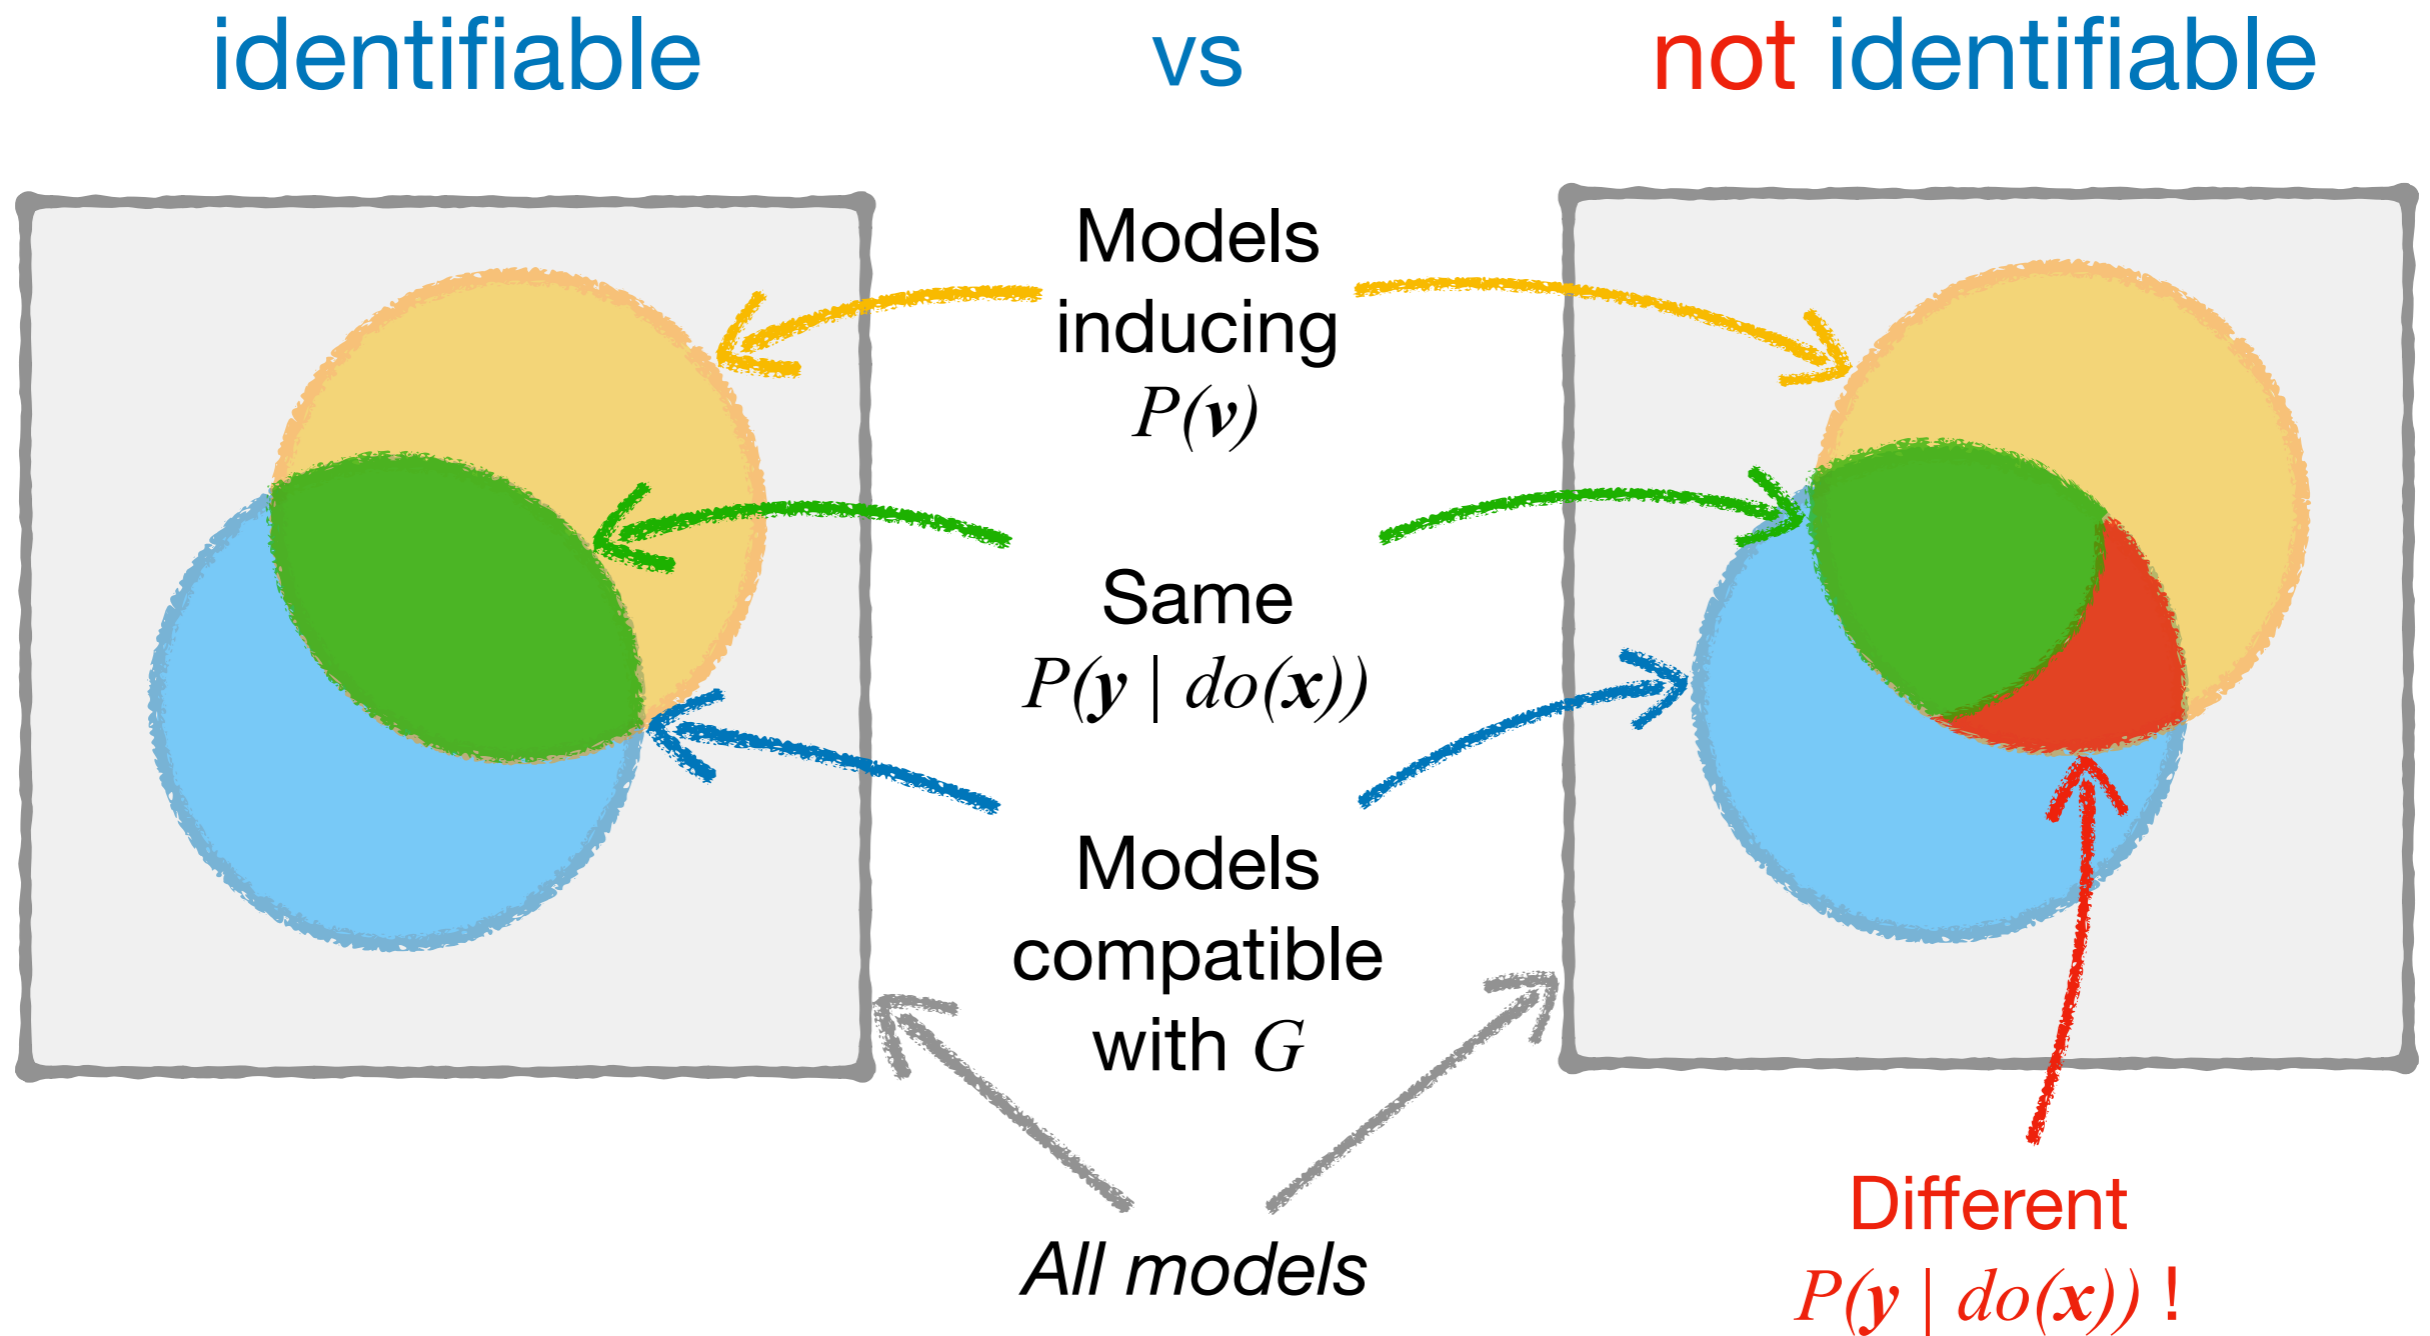 identifiable vs not identifiable
Models
inducing
P(v)
Same
P(y | do(x))
Models
compatible
with G
All models
Different
P(y | do(x)) !